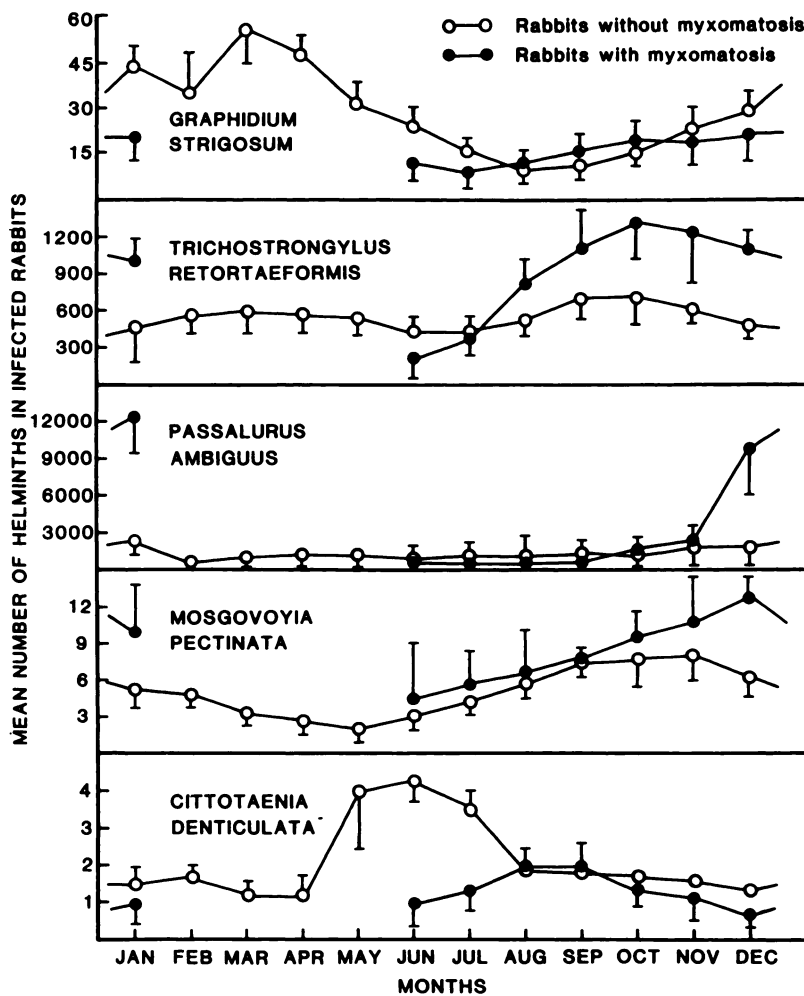 Rabbits without myxomatosis
Rabbits with myxomatosis
MEAN NUMBER OF HELMINTHS IN INFECTED RABBITS
60
45
30
15
GRAPHIDIUM
STRIGOSUM
1200
900
600
300
TRICHOSTRONGYLUS
RETORTAEFORMIS
12000
9000
6000
3000
PASSALURUS
AMBIGUUS
12
9
6
3
MOSGOVOYIA
PECTINATA
4
3
2
1
CITTOTAENIA
DENTICULATA
JAN FEB MAR APR MAY JUN JUL AUG SEP OCT NOV DEC
MONTHS